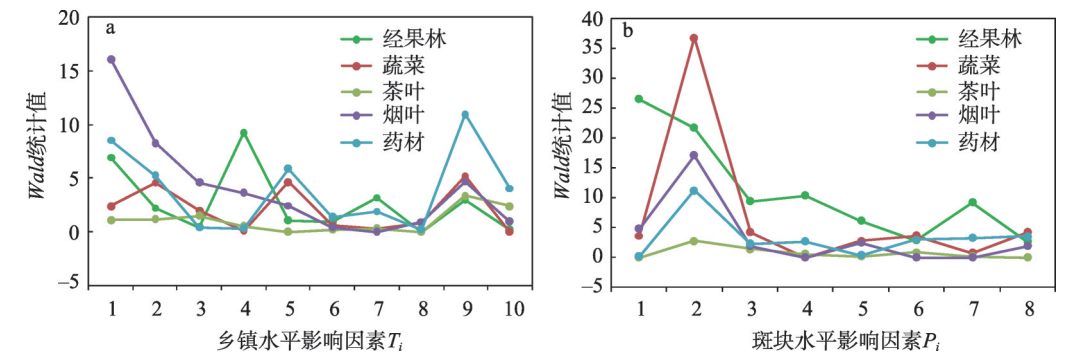 a
20
15
10
5
0
−5
Wald统计值
经果林
蔬菜
茶叶
烟叶
药材
1 2 3 4 5 6 7 8 9 10
乡镇水平影响因素Ti
b
40
35
30
25
20
15
10
5
0
−5
Wald统计值
经果林
蔬菜
茶叶
烟叶
药材
1 2 3 4 5 6 7 8
斑块水平影响因素Pi